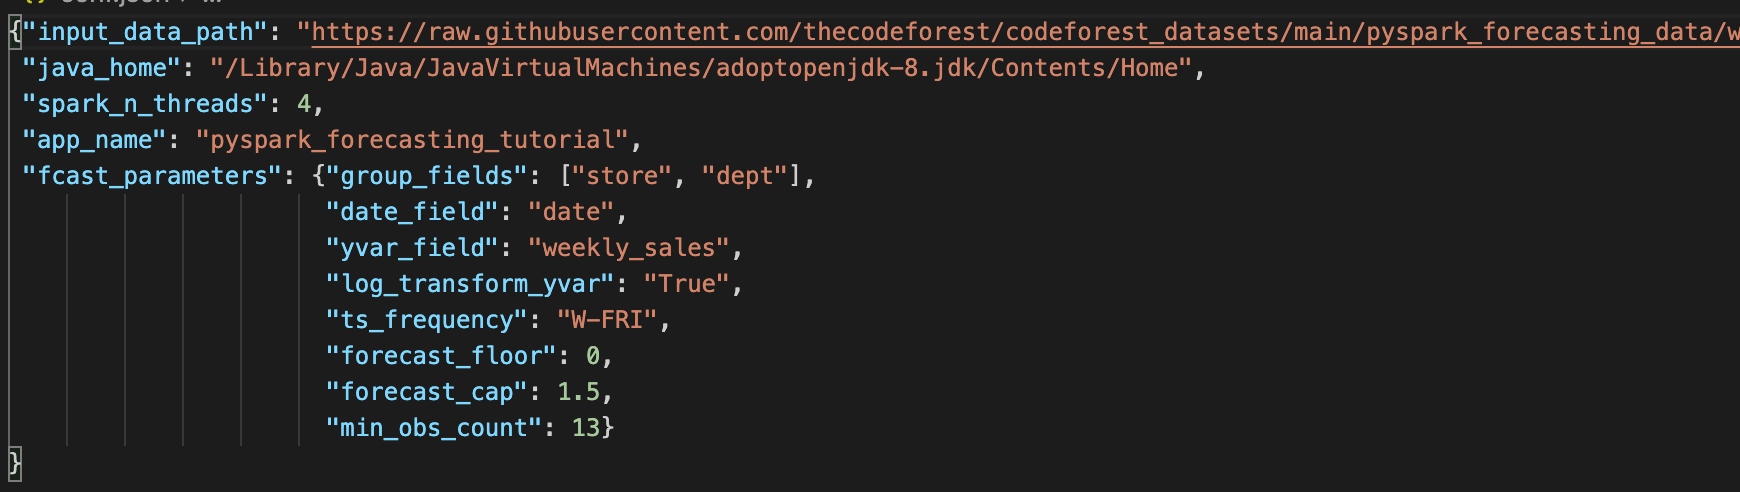 {"input_data_path": "https://raw.githubusercontent.com/thecodeforest/codeforest_datasets/main/pyspark_forecasting_data/w
"java_home": "/Library/Java/JavaVirtualMachines/adoptopenjdk-8.jdk/Contents/Home",
"spark_n_threads": 4,
"app_name": "pyspark_forecasting_tutorial",
"fcast_parameters": {"group_fields": ["store", "dept"],
"date_field": "date",
"yvar_field": "weekly_sales",
"log_transform_yvar": "True",
"ts_frequency": "W-FRI",
"forecast_floor": 0,
"forecast_cap": 1.5,
"min_obs_count": 13}
}